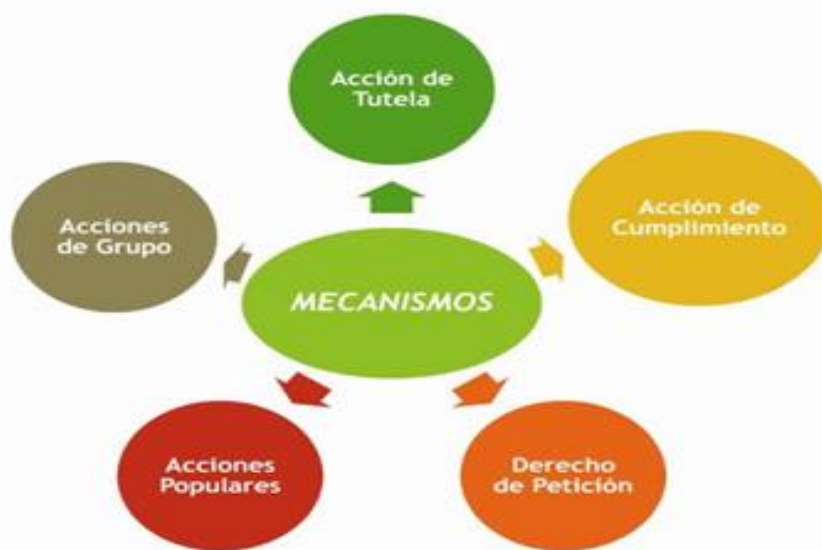 Acción de
Tutela
Acción de
Cumplimiento
Acciones
de Grupo
MECANISMOS
Acciones
Populares
Derecho
de Petición